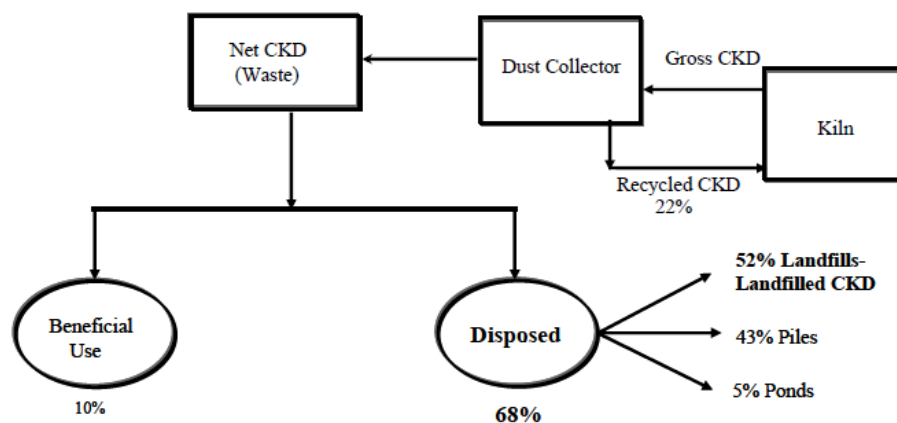 Net CKD
(Waste)
Dust Collector
Gross CKD
Kiln
Recycled CKD
22%
Beneficial
Use
10%
Disposed
68%
52% Landfills-
Landfilled CKD
43% Piles
5% Ponds